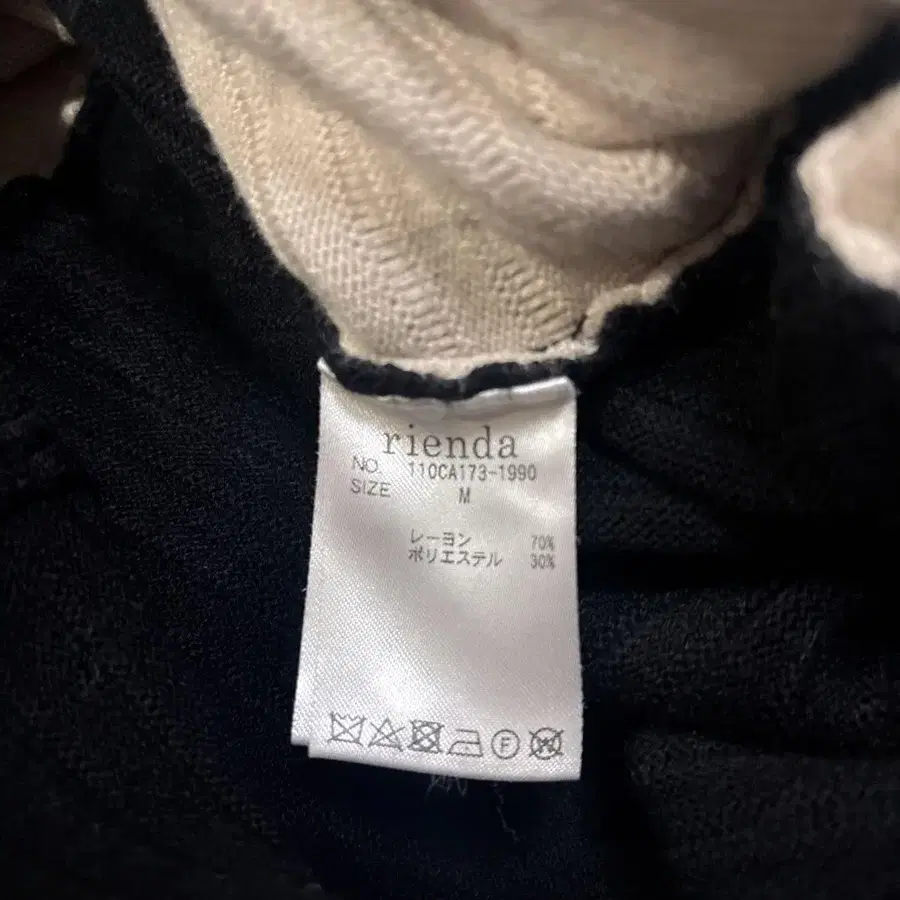 rienda
NO. 110CA173-1990
SIZE M
レーヨン 70%
ポリエステル 30%
F W